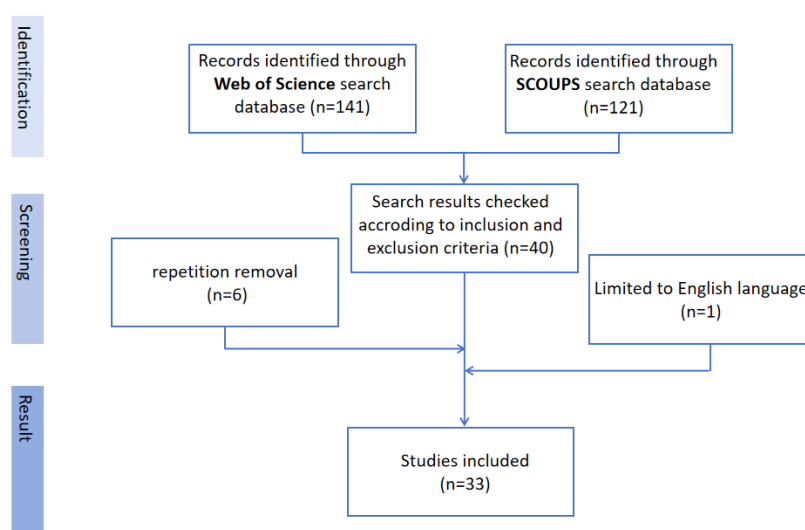 Identification
Records identified through
Web of Science search
database (n=141)
Records identified through
SCOUPS search database
(n=121)
Screening
Search results checked
accroding to inclusion and
exclusion criteria (n=40)
repetition removal
(n=6)
Limited to English language
(n=1)
Result
Studies included
(n=33)